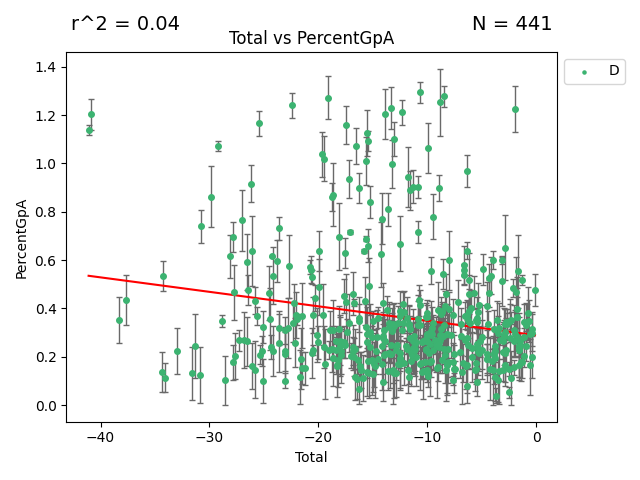 r^2 = 0.04
N = 441
Total vs PercentGpA
D
1.4
1.2
1.0
0.8
0.6
0.4
0.2
0.0
PercentGpA
−40 −30 −20 −10 0
Total